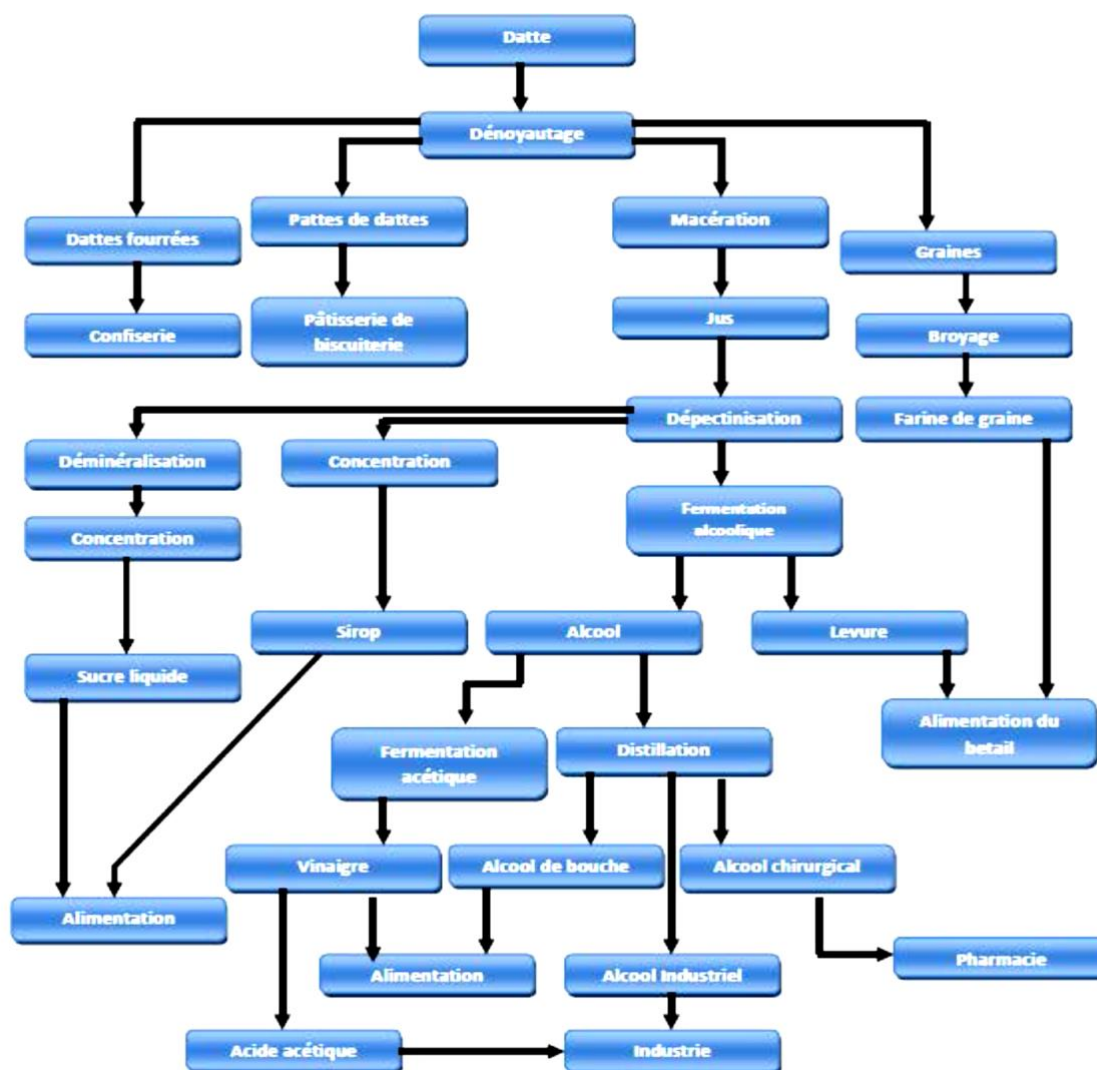 Datte
Dénoyautage
Dattes fourrées
Pattes de dattes
Macération
Graines
Confiserie
Pâtisserie de
biscuiterie
Jus
Broyage
Dépectinisation
Farine de graine
Déminéralisation
Concentration
Concentration
Fermentation
alcoolique
Sirop
Alcool
Levure
Sucre liquide
Alimentation du
betail
Fermentation
acétique
Distillation
Vinaigre
Alcool de bouche
Alcool chirurgical
Alimentation
Alimentation
Alcool Industriel
Pharmacie
Acide acétique
Industrie